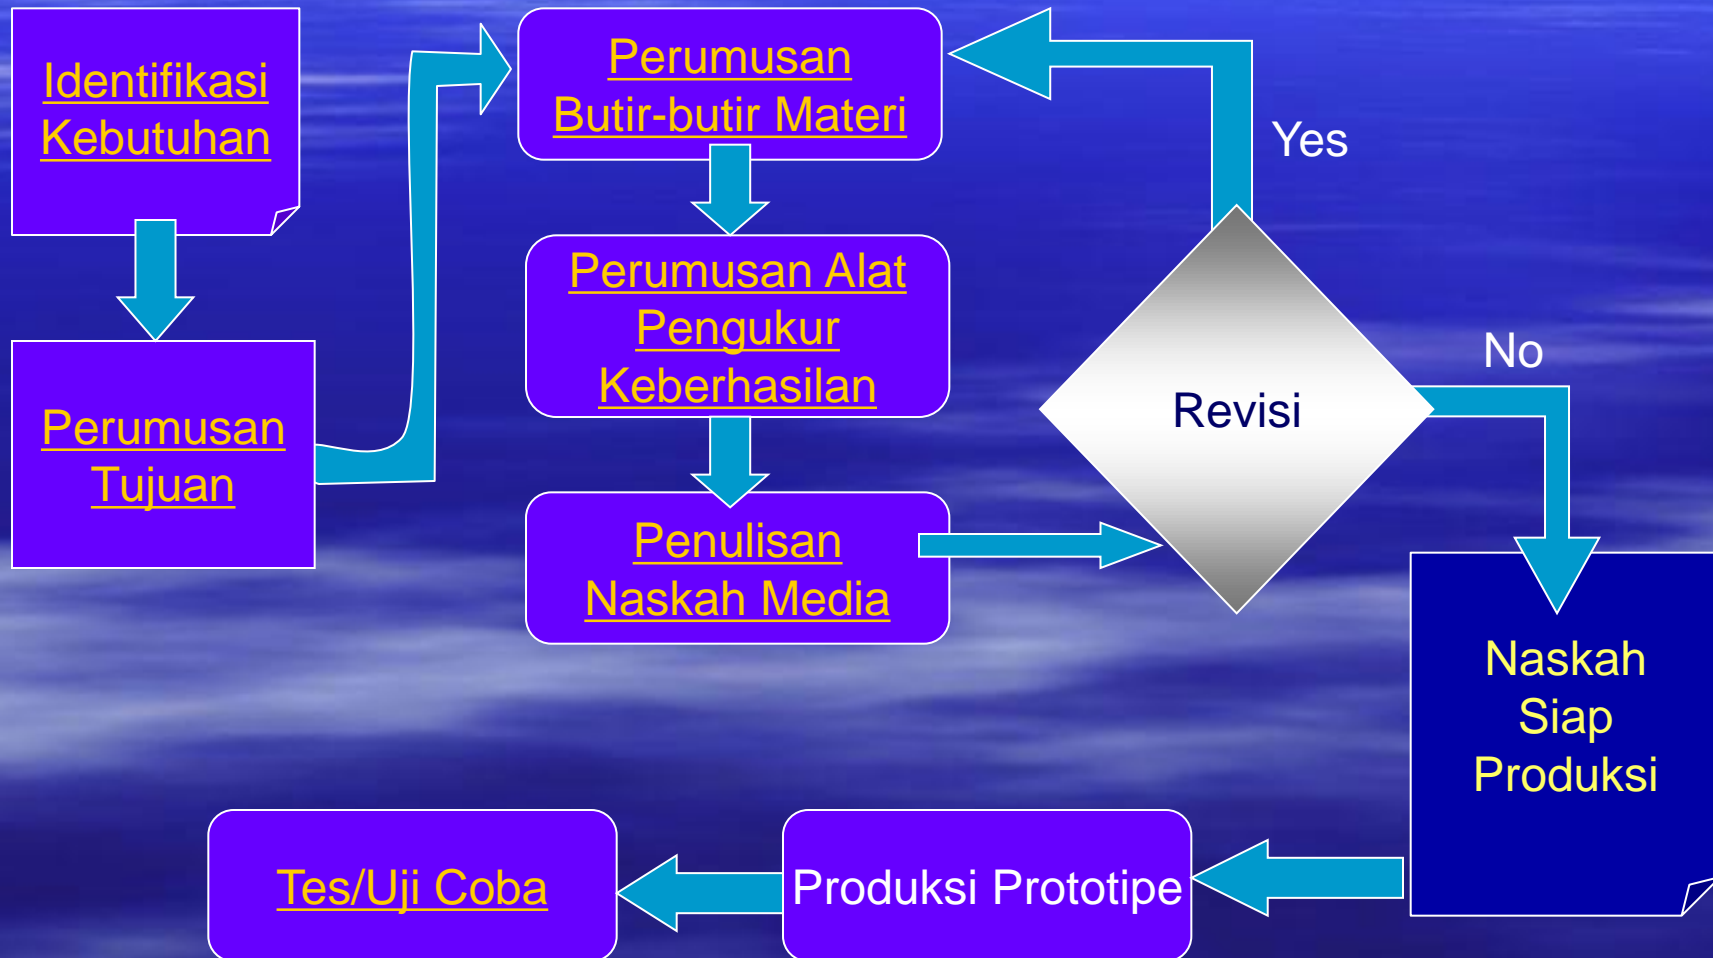 Identifikasi
Kebutuhan
Perumusan
Tujuan
Perumusan
Butir-butir Materi
Perumusan Alat
Pengukur
Keberhasilan
Penulisan
Naskah Media
Revisi
Yes
No
Naskah
Siap
Produksi
Produksi Prototipe
Tes/Uji Coba